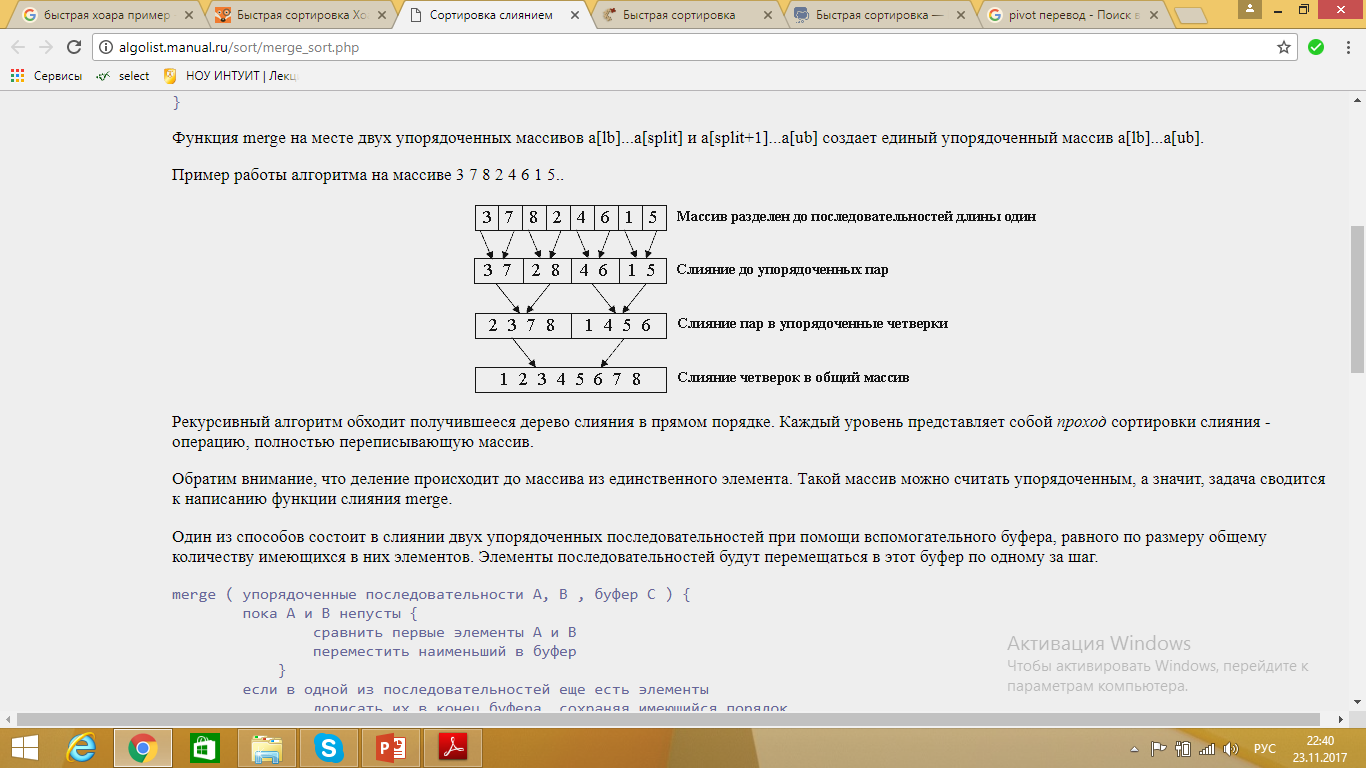 быстрая хоара пример
Быстрая сортировка Хо
Сортировка слиянием
Быстрая сортировка
Быстрая сортировка —
pivot перевод - Поиск в
algolist.manual.ru/sort/merge_sort.php
Сервисы
select
НОУ ИНТУИТ | Лекц
}
Функция merge на месте двух упорядоченных массивов a[lb]...a[split] и a[split+1]...a[ub] создает единый упорядоченный массив a[lb]...a[ub].
Пример работы алгоритма на массиве 3 7 8 2 4 6 1 5..
3 7 8 2 4 6 1 5 Массив разделен до последовательностей длины один
3 7 2 8 4 6 1 5 Слияние до упорядоченных пар
2 3 7 8 1 4 5 6 Слияние пар в упорядоченные четверки
1 2 3 4 5 6 7 8 Слияние четверок в общий массив
Рекурсивный алгоритм обходит получившееся дерево слияния в прямом порядке. Каждый уровень представляет собой проход сортировки слияния -
операцию, полностью переписывающую массив.
Обратим внимание, что деление происходит до массива из единственного элемента. Такой массив можно считать упорядоченным, а значит, задача сводится
к написанию функции слияния merge.
Один из способов состоит в слиянии двух упорядоченных последовательностей при помощи вспомогательного буфера, равного по размеру общему
количеству имеющихся в них элементов. Элементы последовательностей будут перемещаться в этот буфер по одному за шаг.
merge ( упорядоченные последовательности A, B , буфер C ) {
пока A и B непусты {
сравнить первые элементы A и B
переместить наименьший в буфер
}
если в одной из последовательностей еще есть элементы
дописать их в конец буфера, сохраняя имеющийся порядок
Активация Windows
Чтобы активировать Windows, перейдите к
параметрам компьютера.
РУС
22:40
23.11.2017